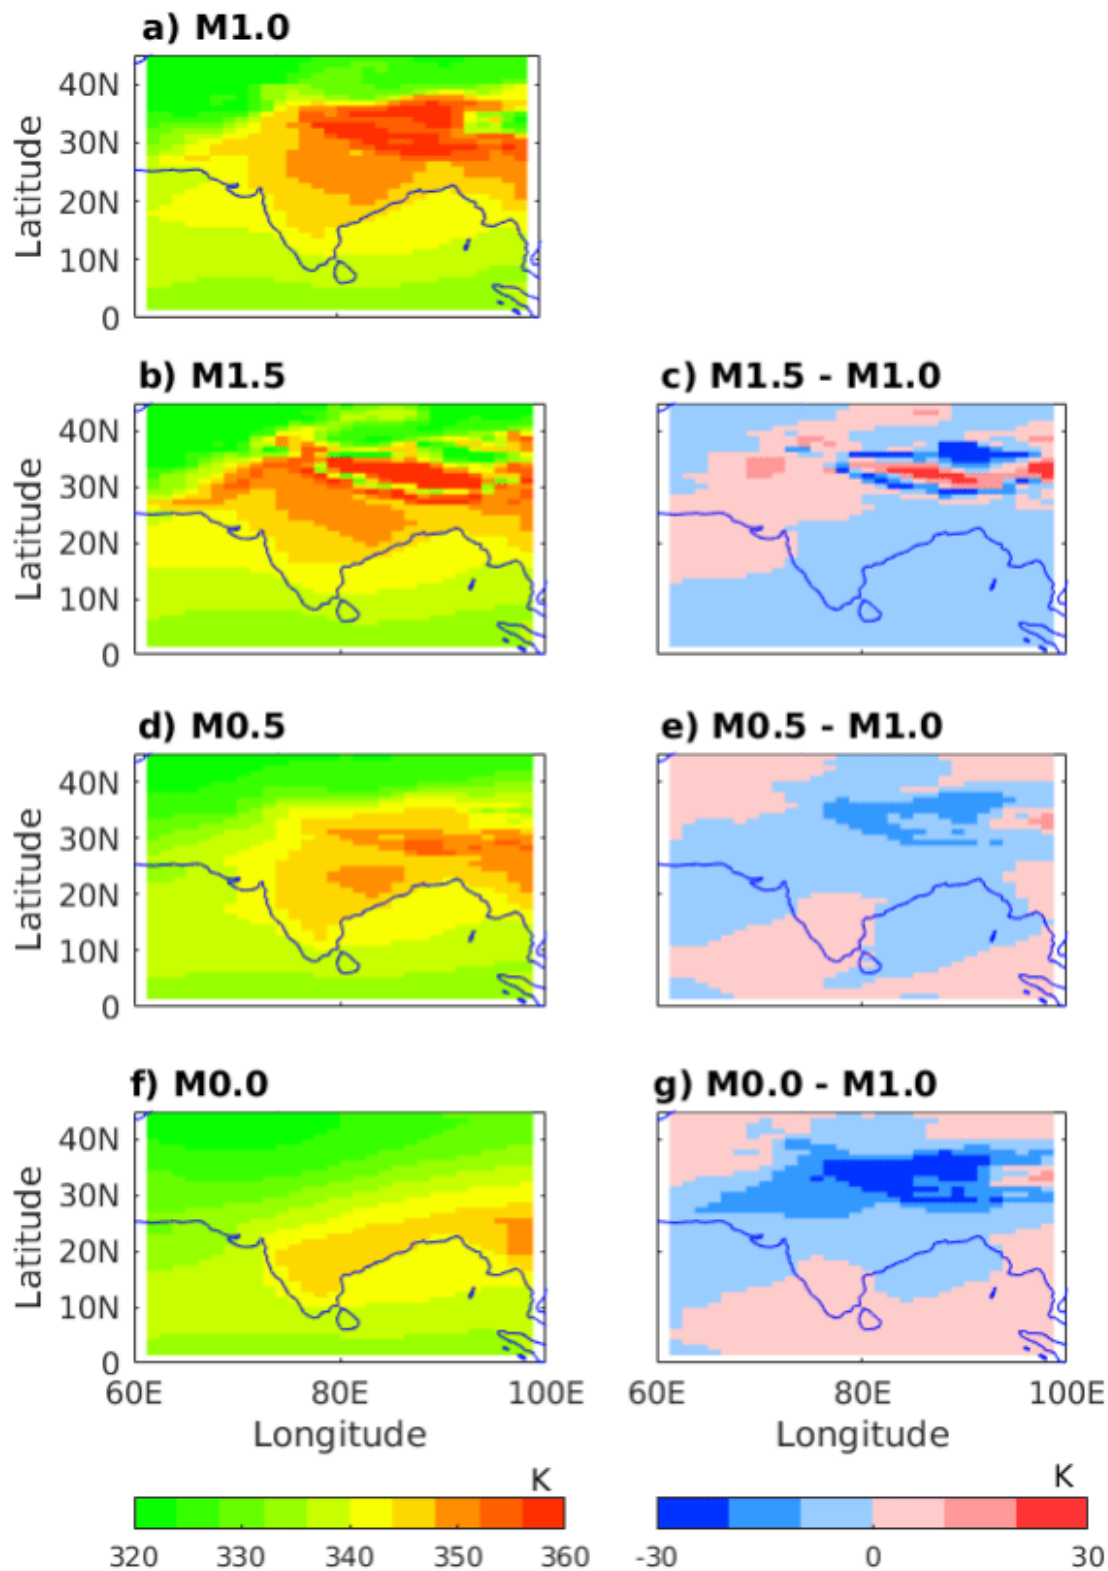 a) M1.0
Latitude
40N
30N
20N
10N
0
b) M1.5
c) M1.5 - M1.0
Latitude
40N
30N
20N
10N
0
d) M0.5
e) M0.5 - M1.0
Latitude
40N
30N
20N
10N
0
f) M0.0
g) M0.0 - M1.0
Latitude
40N
30N
20N
10N
0
60E 80E 100E
60E 80E 100E
Longitude
Longitude
K
K
320 330 340 350 360
-30 0 30